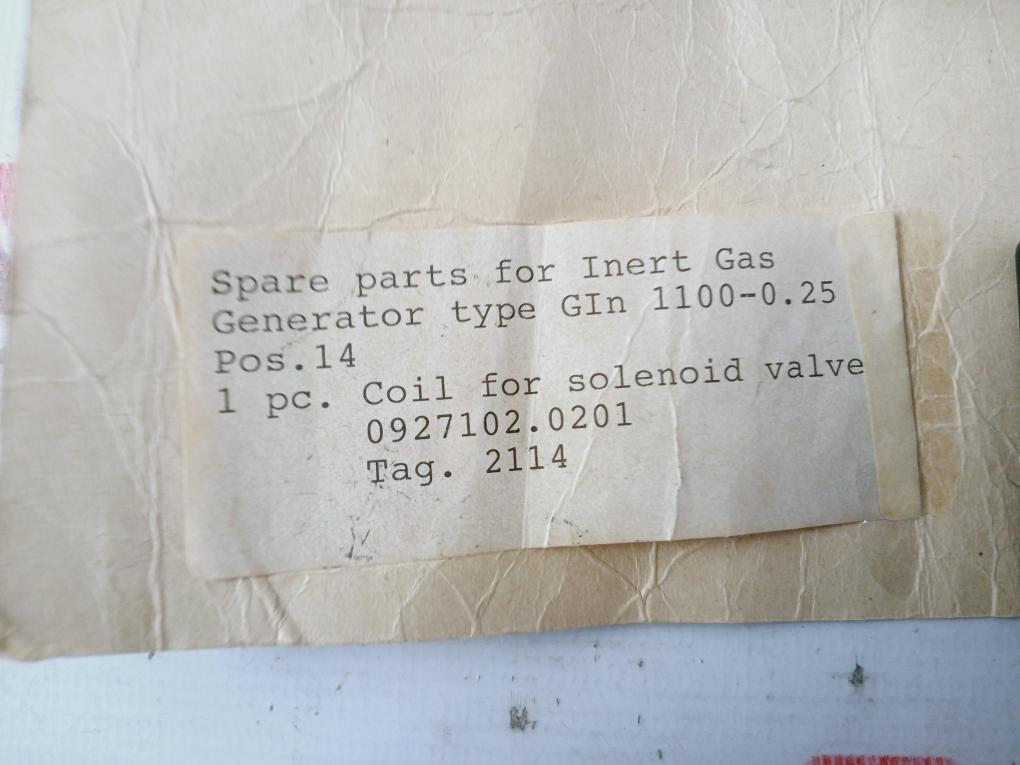 Spare parts for Inert Gas
Generator type GIn 1100-0.25
Pos.14
1 pc. Coil for solenoid valve
0927102.0201
Tag. 2114